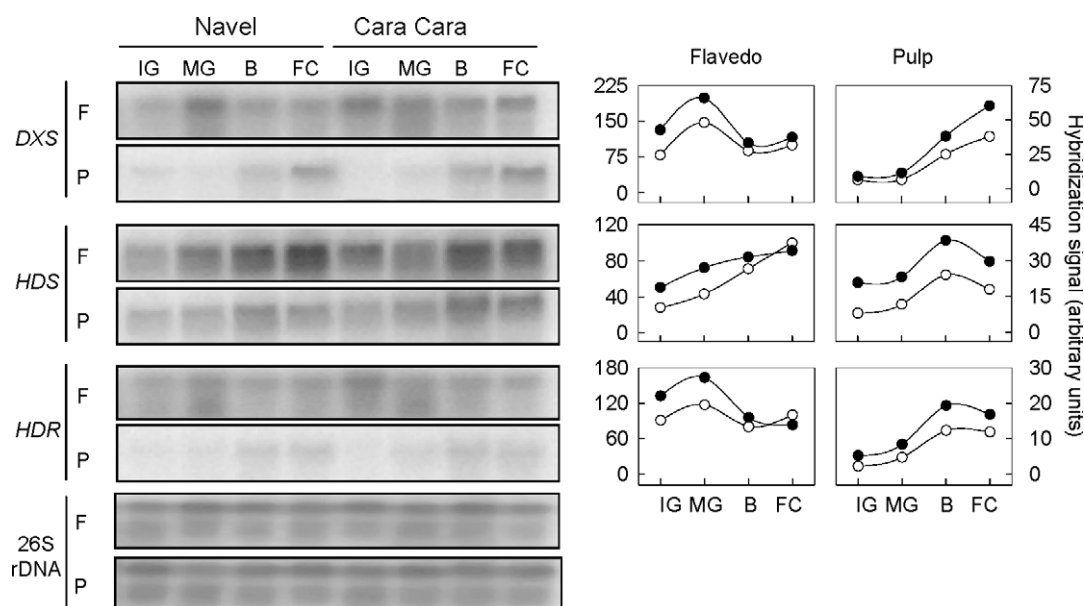 Navel Cara Cara
IG MG B FC IG MG B FC
DXS F
P
HDS F
P
HDR F
P
26S rDNA F
P
Flavedo Pulp
225 75
150 50
75 25
0 0
120 45
80 30
40 15
0 0
180 30
120 20
60 10
0 0
IG MG B FC IG MG B FC
Hybridization signal (arbitrary units)